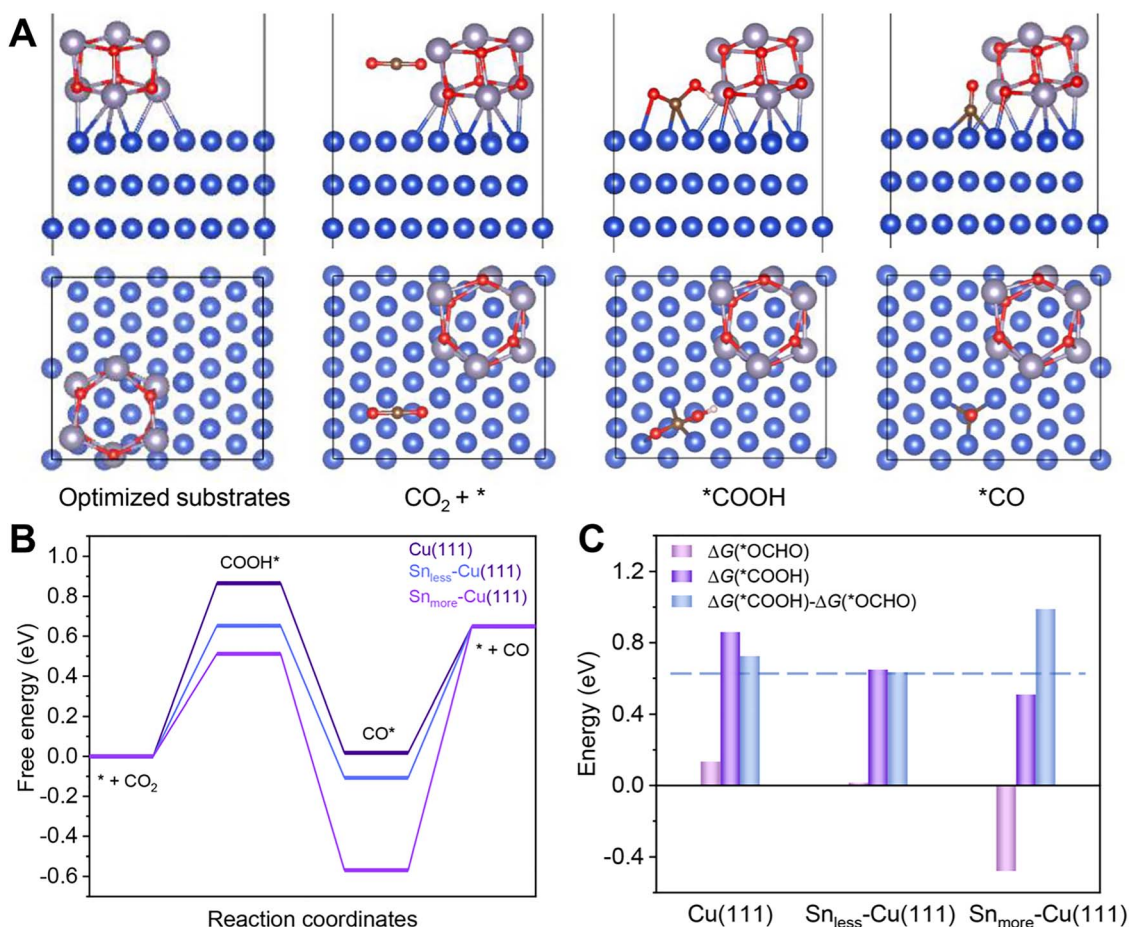 A
Optimized substrates
CO₂ + *
*COOH
*CO
B
Free energy (eV)
1.0
0.8
0.6
0.4
0.2
0.0
-0.2
-0.4
-0.6
COOH*
Cu(111)
Snless-Cu(111)
Snmore-Cu(111)
* + CO
CO*
* + CO₂
Reaction coordinates
C
Energy (eV)
1.2
0.8
0.4
0.0
-0.4
ΔG(*OCHO)
ΔG(*COOH)
ΔG(*COOH)-ΔG(*OCHO)
Cu(111)
Snless-Cu(111)
Snmore-Cu(111)